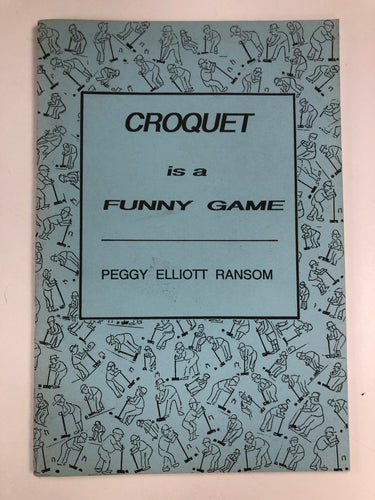 CROQUET
is a
FUNNY GAME
PEGGY ELLIOTT RANSOM